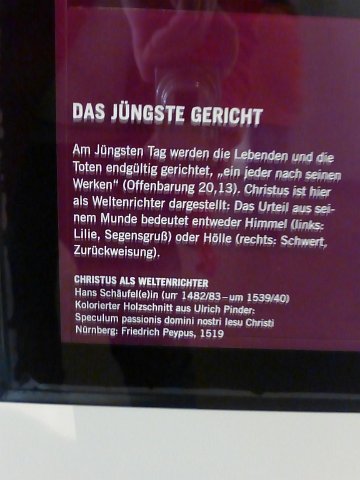 DAS JÜNGSTE GERICHT
Am Jüngsten Tag werden die Lebenden und die
Toten endgültig gerichtet, „ein jeder nach seinen
Werken“ (Offenbarung 20,13). Christus ist hier
als Weltenrichter dargestellt: Das Urteil aus sei-
nem Munde bedeutet entweder Himmel (links:
Lilie, Segensgruß) oder Hölle (rechts: Schwert,
Zurückweisung).
CHRISTUS ALS WELTENRICHTER
Hans Schäufel(e)in (um 1482/83 – um 1539/40)
Kolorierter Holzschnitt aus Ulrich Pinder:
Speculum passionis domini nostri Iesu Christi
Nürnberg: Friedrich Peypus, 1519